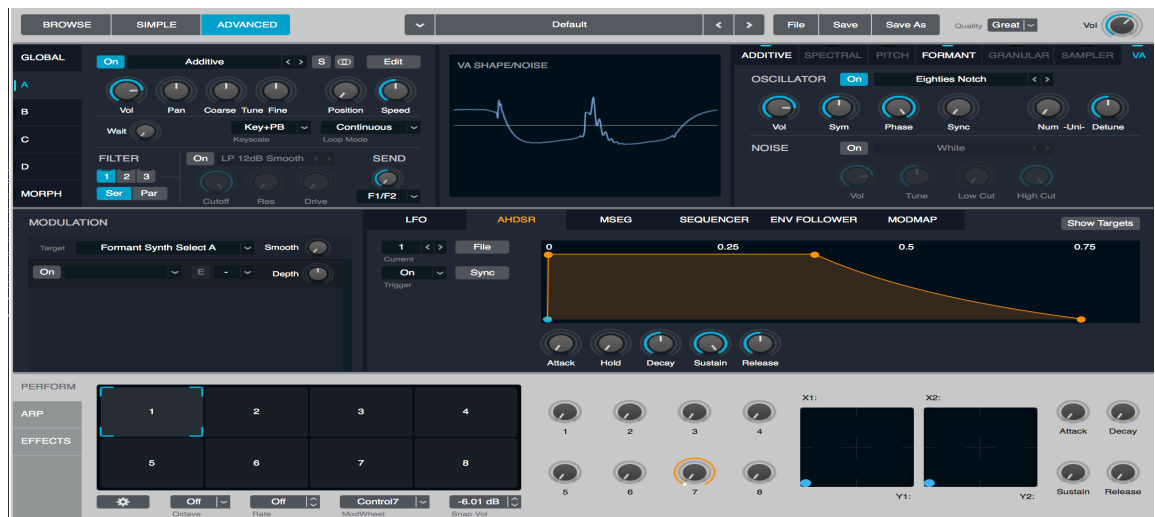 BROWSE SIMPLE ADVANCED Default < > File Save Save As Quality Great Vol
GLOBAL On Additive < > S Edit VA SHAPE/NOISE ADDITIVE SPECTRAL PITCH FORMANT GRANULAR SAMPLER VA
A
OSCILLATOR On Eighties Notch < >
B
Vol Pan Coarse Tune Fine Position Speed
Vol Sym Phase Sync Num -Uni- Detune
Wait Key+PB Continuous
Keyscale Loop Mode
C
NOISE On White < >
FILTER On LP 12dB Smooth < > SEND
D
1 2 3
MORPH Ser Par F1/F2
Cutoff Res Drive
Vol Tune Low Cut High Cut
MODULATION LFO AHDSR MSEG SEQUENCER ENV FOLLOWER MODMAP Show Targets
Target Formant Synth Select A Smooth 1 < > File 0 0.25 0.5 0.75
Current
On E - Depth On Sync
Trigger
Attack Hold Decay Sustain Release
PERFORM
ARP
EFFECTS
1 2 3 4
5 6 7 8
1 2 3 4
5 6 7 8
X1: X2:
Y1: Y2:
Attack Decay
Sustain Release
Off Off Control7 -6.01 dB
Octave Rate ModWheel Snap Vol